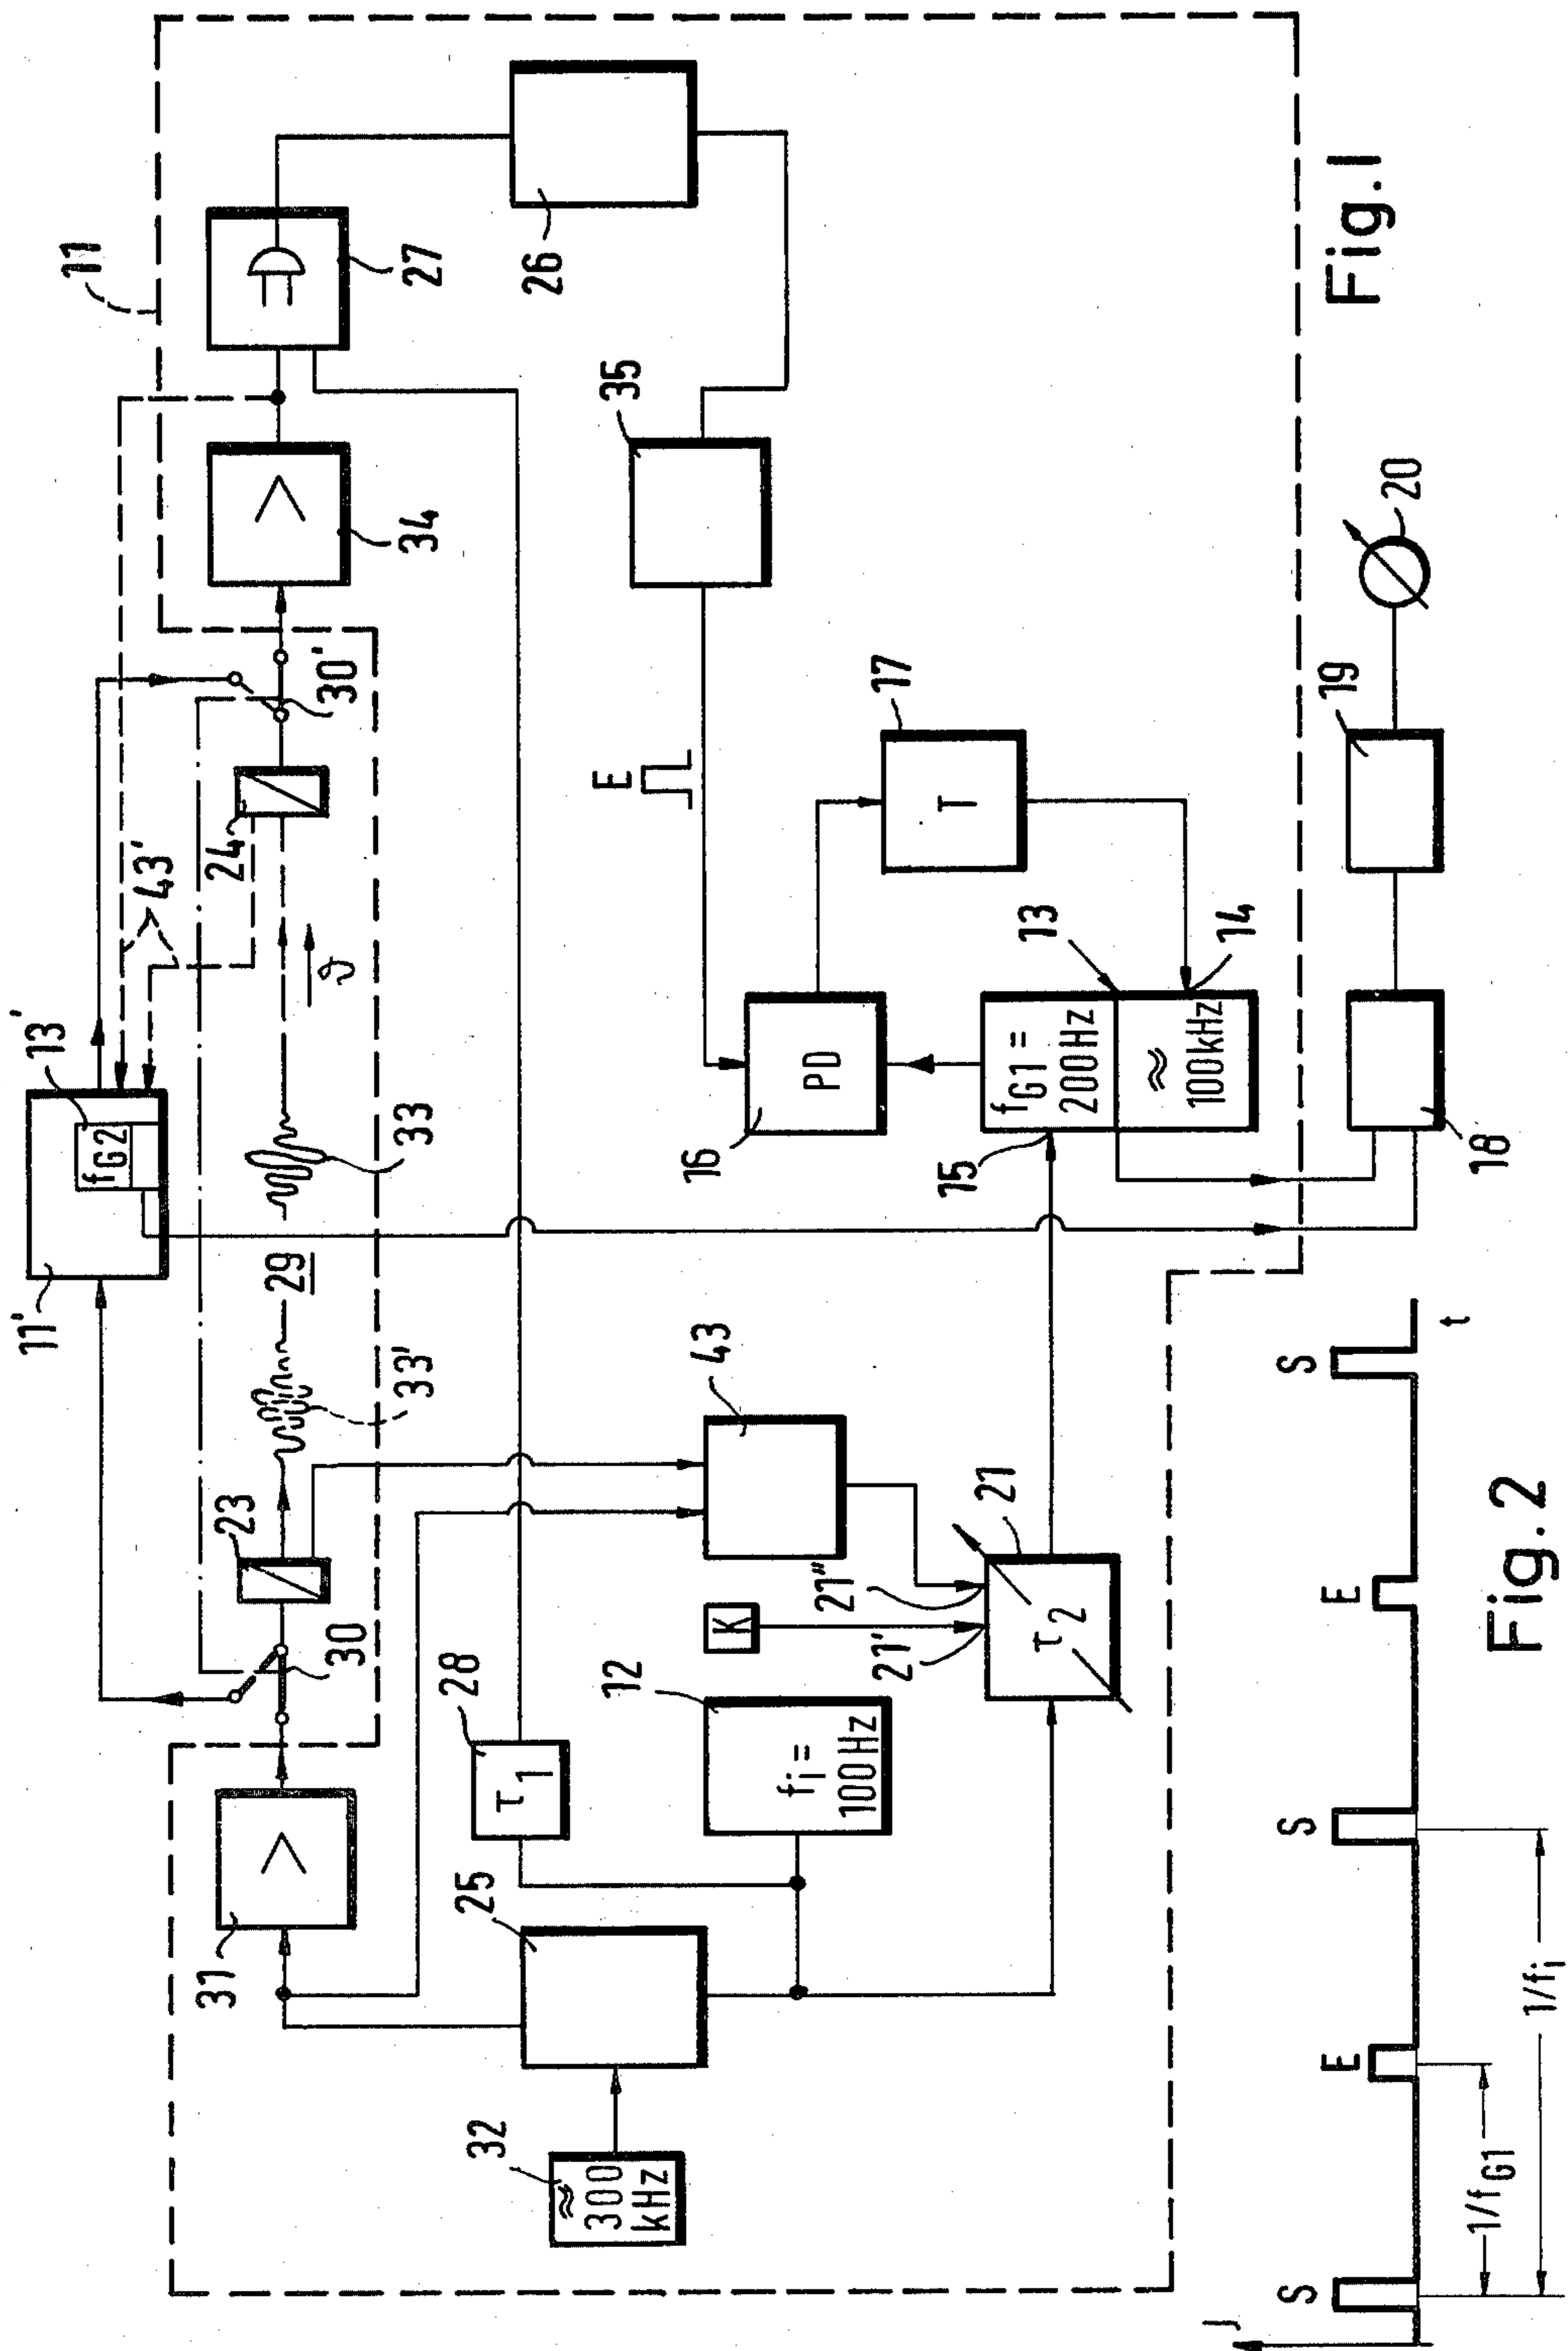 11'
13'
fG2
43'
11
31
>
30
23
33'
29
33
24
30'
34
>
27
ϑ
32
≈
300
kHz
25
28
τ1
12
fi =
100Hz
K
43
21'
21''
21
τ2
E
35
26
16
PD
17
T
15
fG1 =
200Hz
≈
100kHz
13
14
18
19
20
Fig.1
J
S
E
S
E
S
t
1/fG1
1/fi
Fig. 2